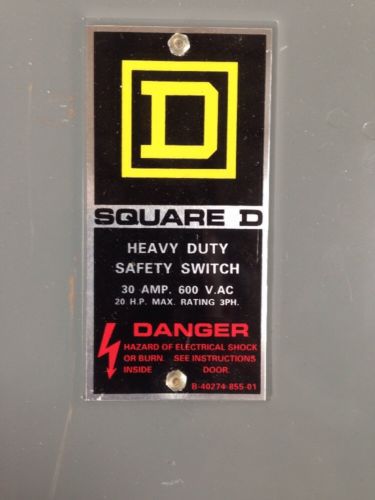 D
SQUARE D
HEAVY DUTY
SAFETY SWITCH
30 AMP. 600 V.AC
20 H.P. MAX. RATING 3PH.
DANGER
HAZARD OF ELECTRICAL SHOCK
OR BURN. SEE INSTRUCTIONS
INSIDE DOOR.
B-40274-855-01